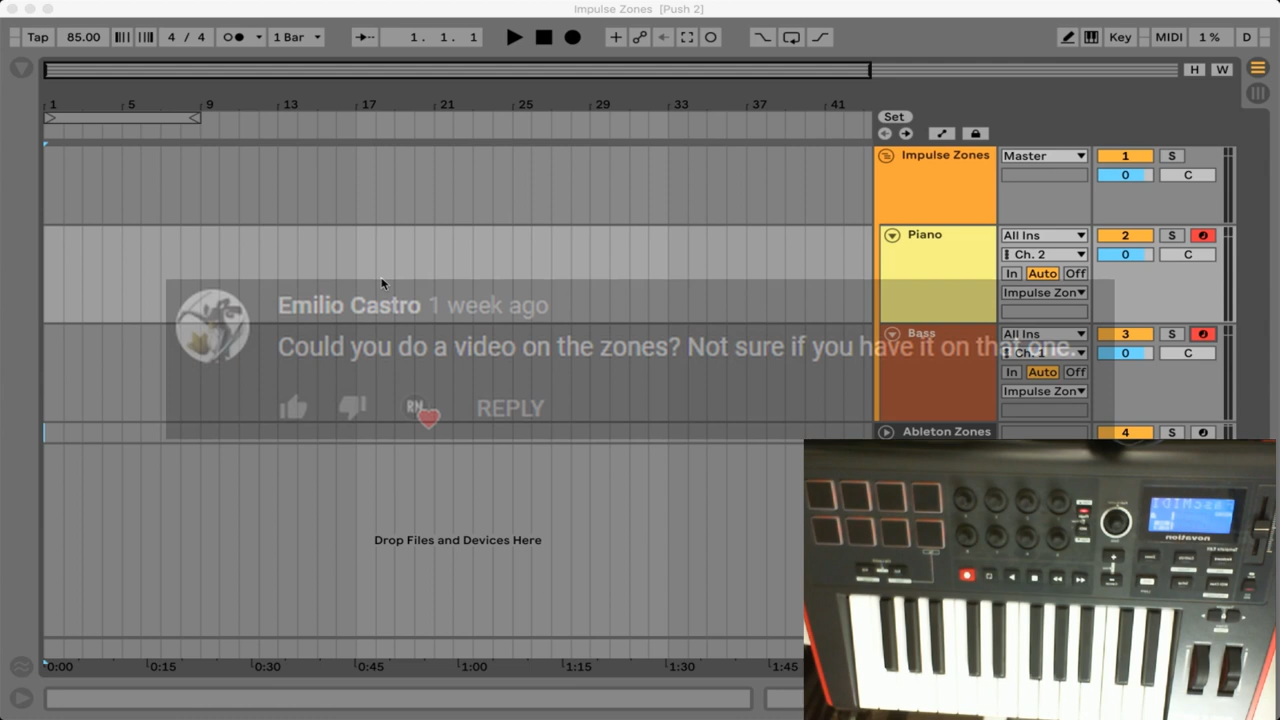 Impulse Zones [Push 2]
Tap 85.00 4 / 4 1 Bar 1. 1. 1 Key MIDI 1 % D
H W
1 5 9 13 17 21 25 29 33 37 41
Set
Impulse Zones Master 1 S
0 C
Piano All Ins 2 S
Ch. 2 0 C
In Auto Off
Impulse Zon
Emilio Castro 1 week ago
Could you do a video on the zones? Not sure if you have it on that one.
Bass All Ins 3 S
Ch. 1 0 C
In Auto Off
Impulse Zon
RN REPLY
Ableton Zones 4 S
Drop Files and Devices Here
novation
0:00 0:15 0:30 0:45 1:00 1:15 1:30 1:45